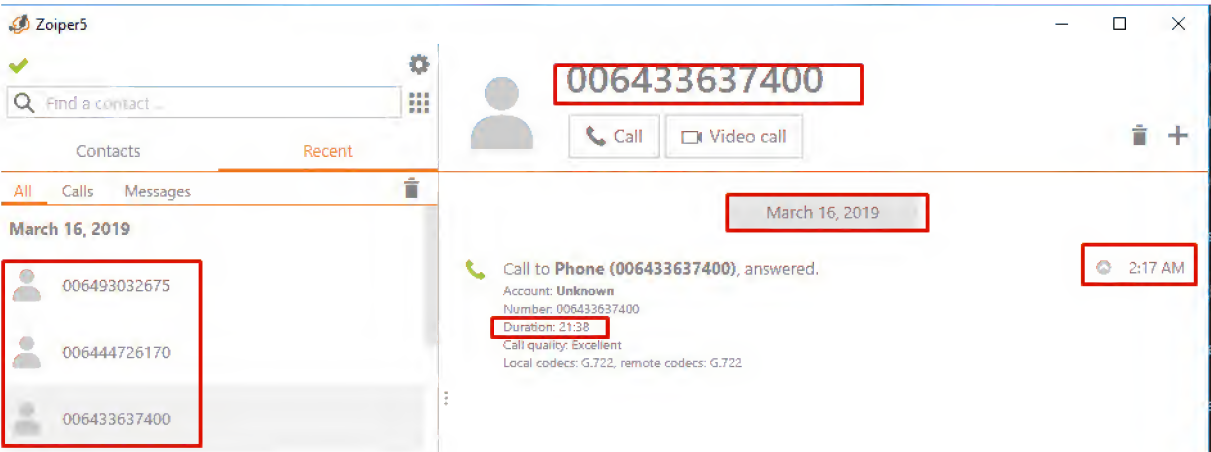 Zoiper5
Find a contact ...
Contacts
Recent
All
Calls
Messages
March 16, 2019
006493032675
006444726170
006433637400
006433637400
Call
Video call
March 16, 2019
Call to Phone (006433637400), answered.
2:17 AM
Account: Unknown
Number: 006433637400
Duration: 21:38
Call quality: Excellent
Local codecs: G.722, remote codecs: G.722